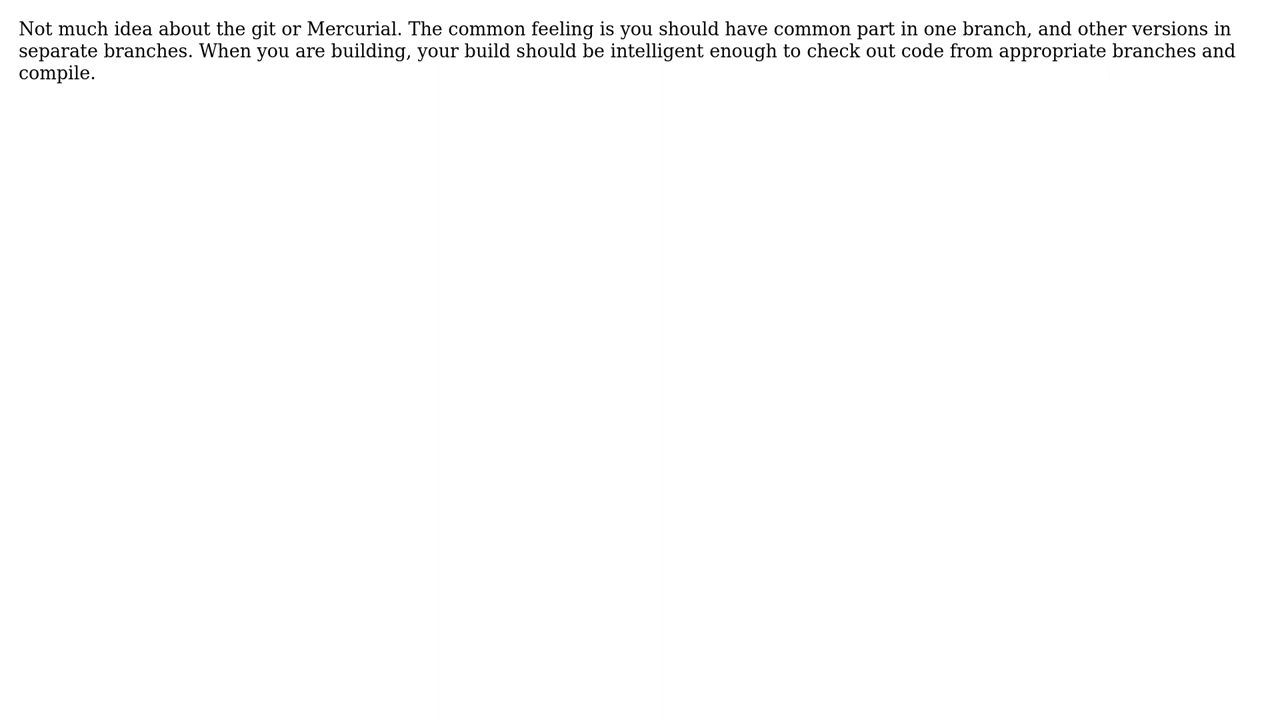 Not much idea about the git or Mercurial. The common feeling is you should have common part in one branch, and other versions in
separate branches. When you are building, your build should be intelligent enough to check out code from appropriate branches and
compile.